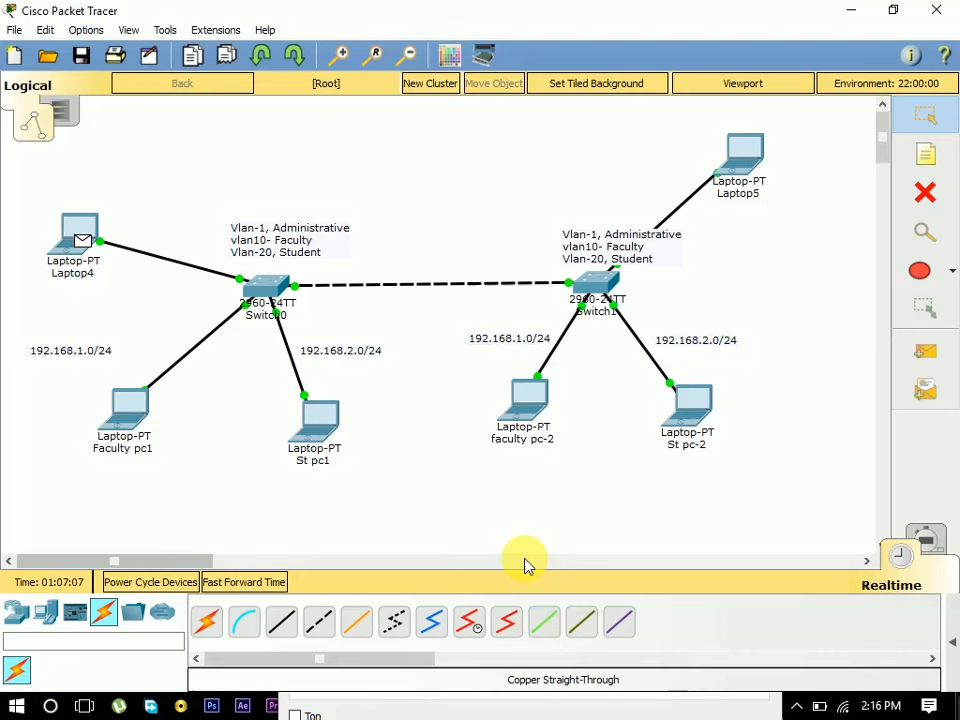 Cisco Packet Tracer
File Edit Options View Tools Extensions Help
Logical
Back
[Root]
New Cluster
Move Object
Set Tiled Background
Viewport
Environment: 22:00:00
Laptop-PT
Laptop5
Vlan-1, Administrative
vlan10- Faculty
Vlan-20, Student
Vlan-1, Administrative
vlan10- Faculty
Vlan-20, Student
Laptop-PT
Laptop4
2960-24TT
Switch0
2960-24TT
Switch1
192.168.1.0/24
192.168.2.0/24
192.168.1.0/24
192.168.2.0/24
Laptop-PT
Faculty pc1
Laptop-PT
St pc1
Laptop-PT
faculty pc-2
Laptop-PT
St pc-2
Time: 01:07:07
Power Cycle Devices
Fast Forward Time
Realtime
Copper Straight-Through
Ps
Ae
Pr
Top
2:16 PM